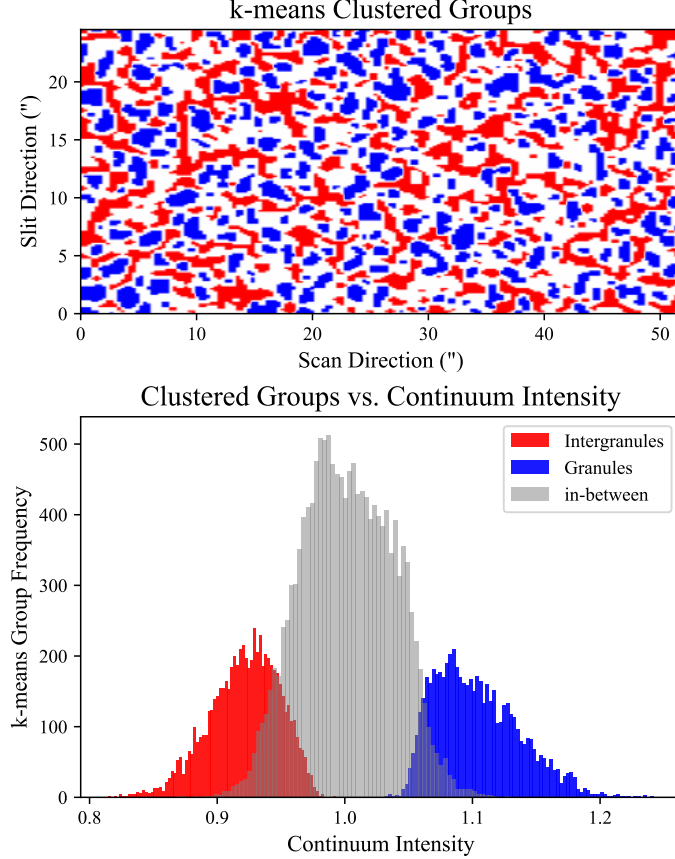 k-means Clustered Groups
Slit Direction (")
20
15
10
5
0
0 10 20 30 40 50
Scan Direction (")
Clustered Groups vs. Continuum Intensity
k-means Group Frequency
500
400
300
200
100
0
Intergranules
Granules
in-between
0.8 0.9 1.0 1.1 1.2
Continuum Intensity